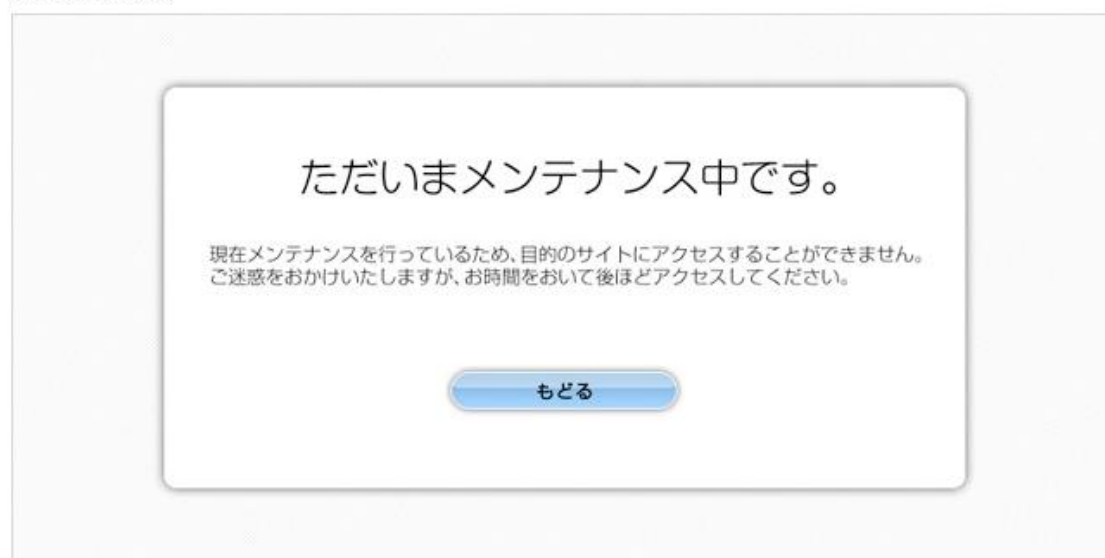 ただいまメンテナンス中です。
現在メンテナンスを行っているため、目的のサイトにアクセスすることができません。
ご迷惑をおかけいたしますが、お時間をおいて後ほどアクセスしてください。
もどる